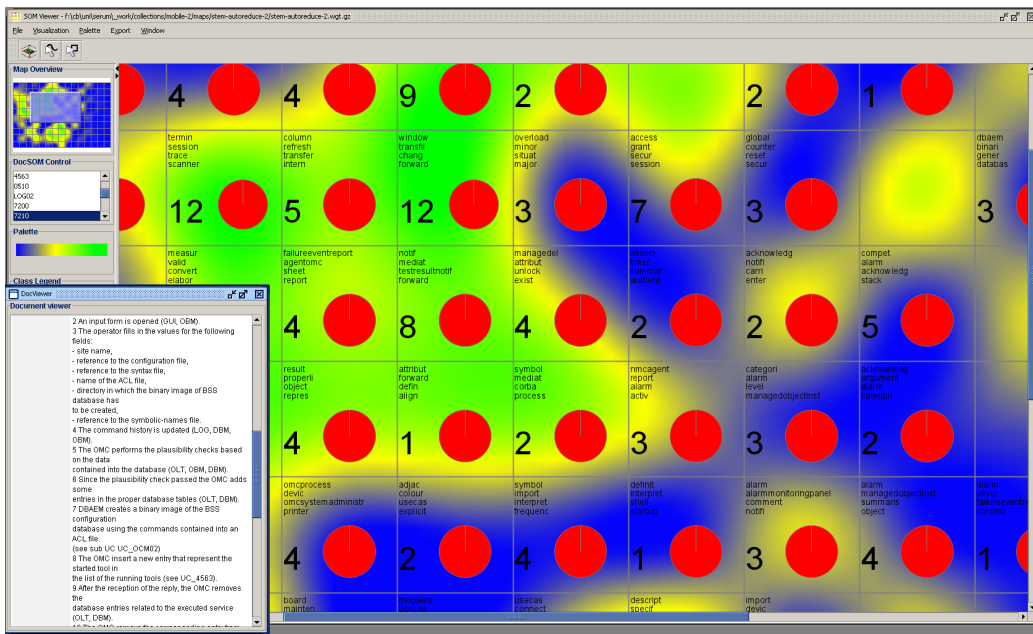 SOM Viewer - f:\cb\uni\serum\_work/collections/mobile-2/maps/stem-autoreduce-2/stem-autoreduce-2.wgt.gz
File Visualization Palette Export Window
Map Overview
DocSOM Control
4563
0510
LOG02
7200
7210
Palette
Class Legend
4 4 9 2 2 1
termin
session
trace
scanner
column
refresh
transfer
intern
window
transfil
chang
forward
overload
minor
situat
major
access
grant
secur
session
global
counter
reset
secur
dbaem
binari
gener
databas
12 5 12 3 7 3 3
measur
valid
convert
elabor
failureeventreport
agentomc
sheet
report
notif
mediat
testresultnotif
forward
managedel
attribut
unlock
exist
associ
timer
summar
authent
acknowledg
notifi
carri
enter
compet
alarm
acknowledg
stack
4 8 4 2 2 5
result
properli
object
repres
attribut
forward
defin
align
symbol
mediat
corba
process
nmcagent
report
alarm
activ
categori
alarm
level
managedobjectinst
acknowledg
argument
alarm
categori
4 1 2 3 3 2
omcprocess
devic
omcsystemadministr
printer
adjac
colour
usecas
explicit
symbol
import
interpret
frequenc
definit
interpret
shell
startup
alarm
alarmmonitoringpanel
comment
notifi
alarm
managedobjectinst
summaris
object
alarm
4 2 4 1 3 4 1
board
mainten
frequenc
usecas
usecas
connect
descript
specif
import
devic
DocViewer
Document viewer
2 An input form is opened (GUI, OBM).
3 The operator fills in the values for the following
fields:
- site name,
- reference to the configuration file,
- reference to the syntax file,
- name of the ACL file,
- directory in which the binary image of BSS
database has
to be created,
- reference to the symbolic-names file.
4 The command history is updated (LOG, DBM,
OBM).
5 The OMC performs the plausibility checks based
on the data
contained into the database (OLT, OBM, DBM).
6 Since the plausibility check passed the OMC adds
some
entries in the proper database tables (OLT, DBM).
7 DBAEM creates a binary image of the BSS
configuration
database using the commands contained into an
ACL file.
(see sub UC UC_OCM02)
8 The OMC insert a new entry that represent the
started tool in
the list of the running tools (see UC_4563).
9 After the reception of the reply, the OMC removes
the
database entries related to the executed service
(OLT, DBM).